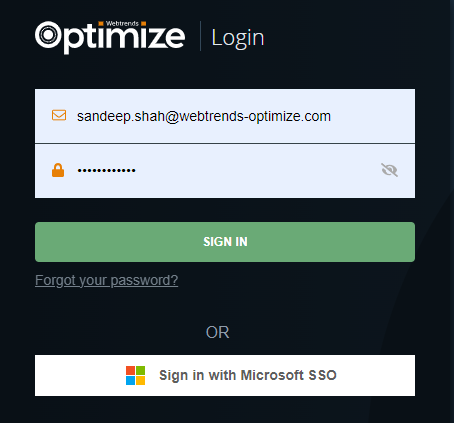 Webtrends
Optimize Login
sandeep.shah@webtrends-optimize.com
••••••••••••
SIGN IN
Forgot your password?
OR
Sign in with Microsoft SSO